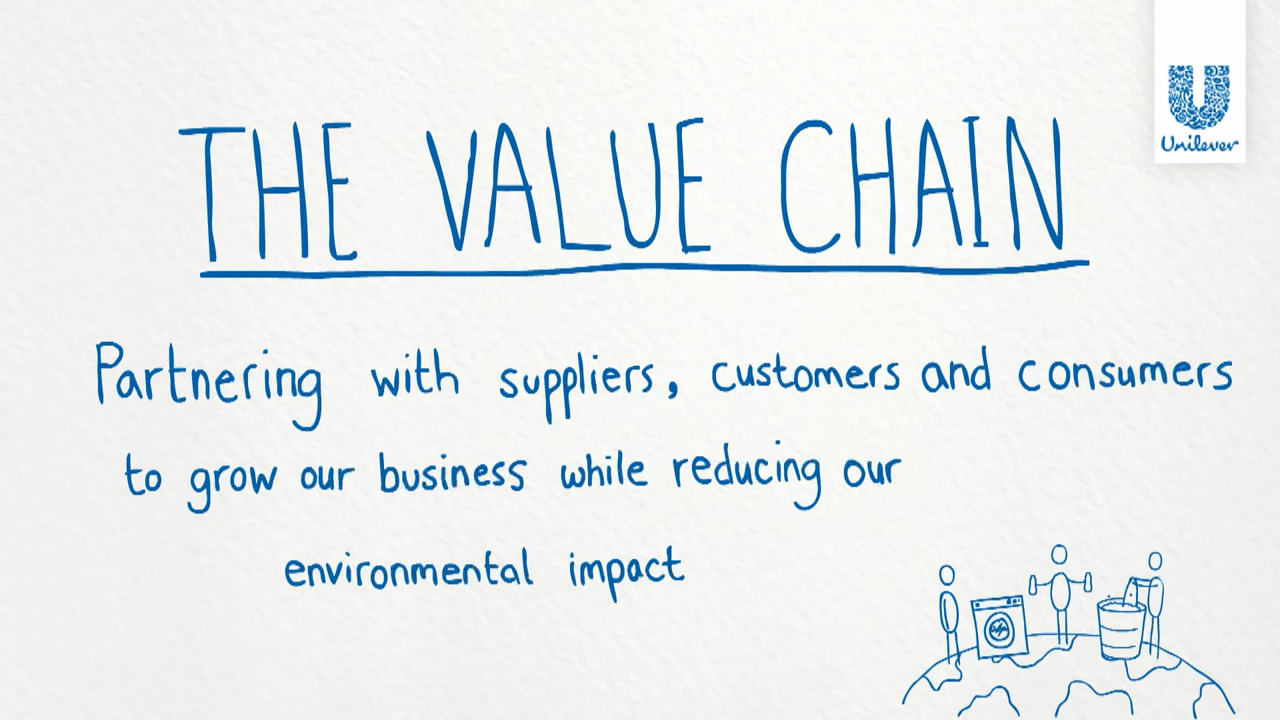 Unilever
THE VALUE CHAIN
Partnering with suppliers, customers and consumers
to grow our business while reducing our
environmental impact